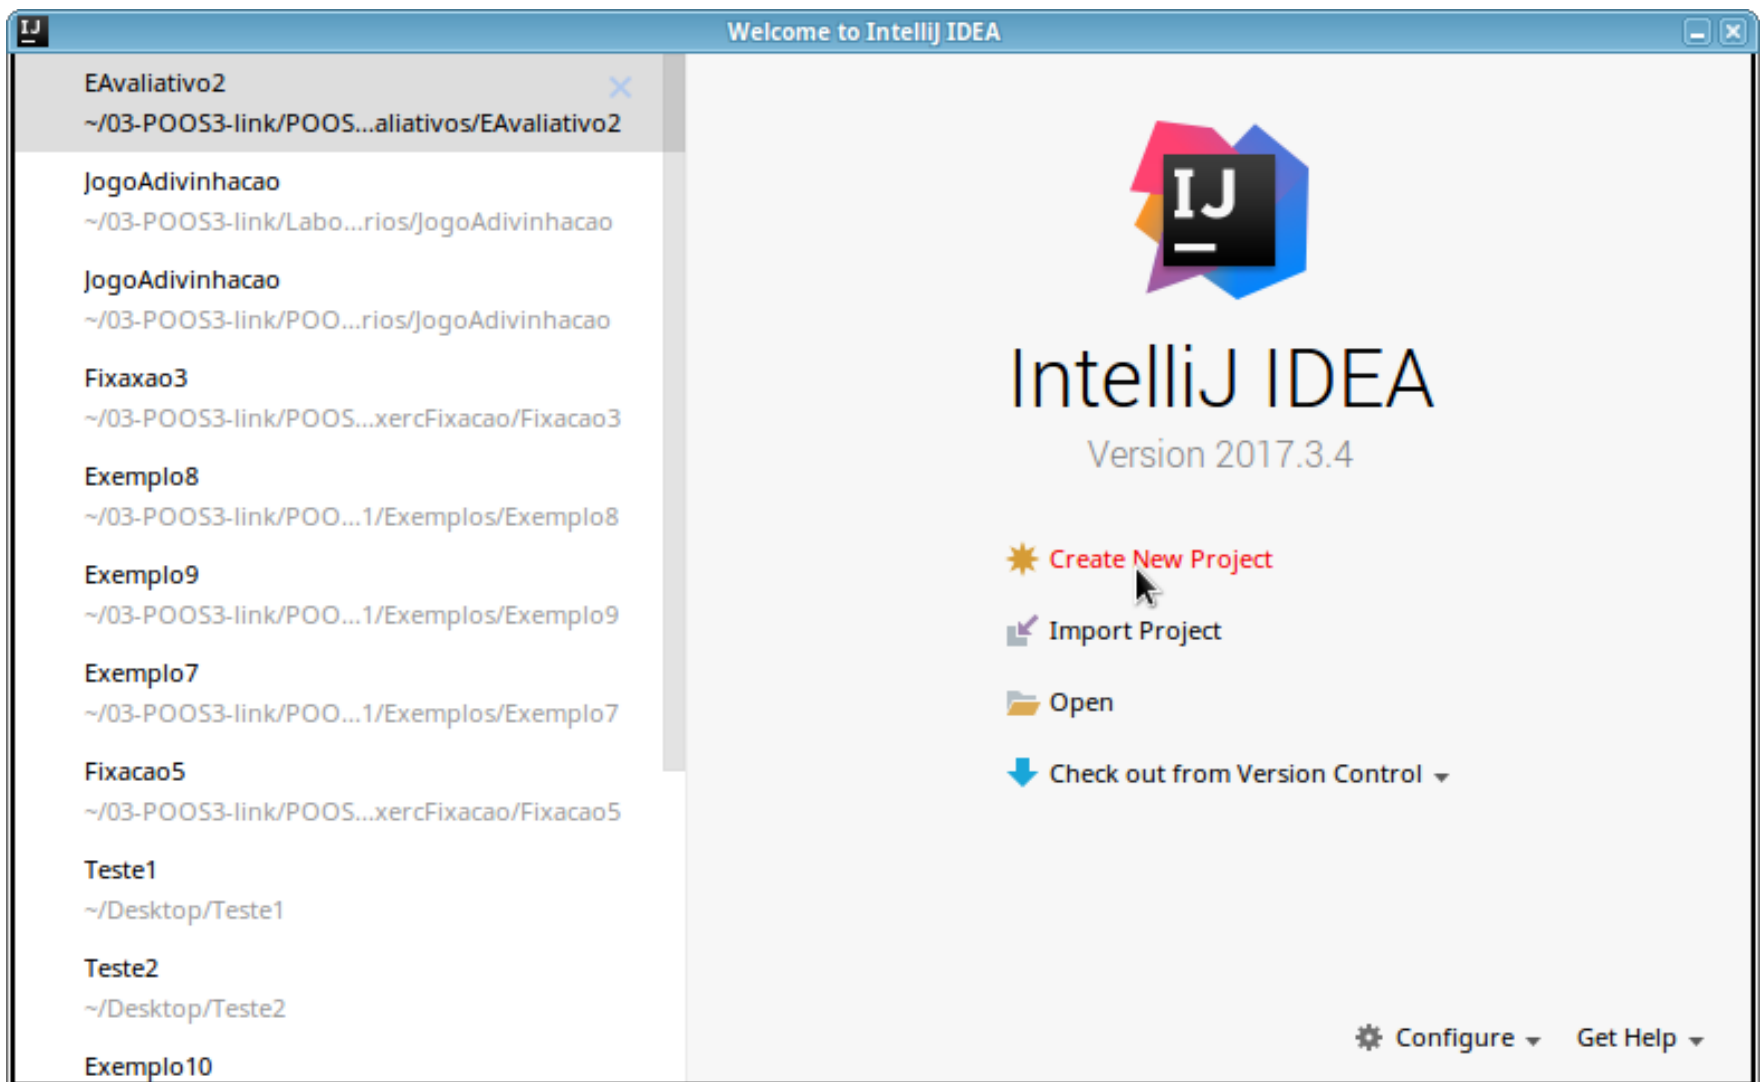 IJ
Welcome to IntelliJ IDEA
EAvaliativo2
~/03-POOS3-link/POOS...aliativos/EAvaliativo2
JogoAdivinhacao
~/03-POOS3-link/Labo...rios/JogoAdivinhacao
JogoAdivinhacao
~/03-POOS3-link/POO...rios/JogoAdivinhacao
Fixaxao3
~/03-POOS3-link/POOS...xercFixacao/Fixacao3
Exemplo8
~/03-POOS3-link/POO...1/Exemplos/Exemplo8
Exemplo9
~/03-POOS3-link/POO...1/Exemplos/Exemplo9
Exemplo7
~/03-POOS3-link/POO...1/Exemplos/Exemplo7
Fixacao5
~/03-POOS3-link/POOS...xercFixacao/Fixacao5
Teste1
~/Desktop/Teste1
Teste2
~/Desktop/Teste2
Exemplo10
IJ
IntelliJ IDEA
Version 2017.3.4
Create New Project
Import Project
Open
Check out from Version Control
Configure
Get Help